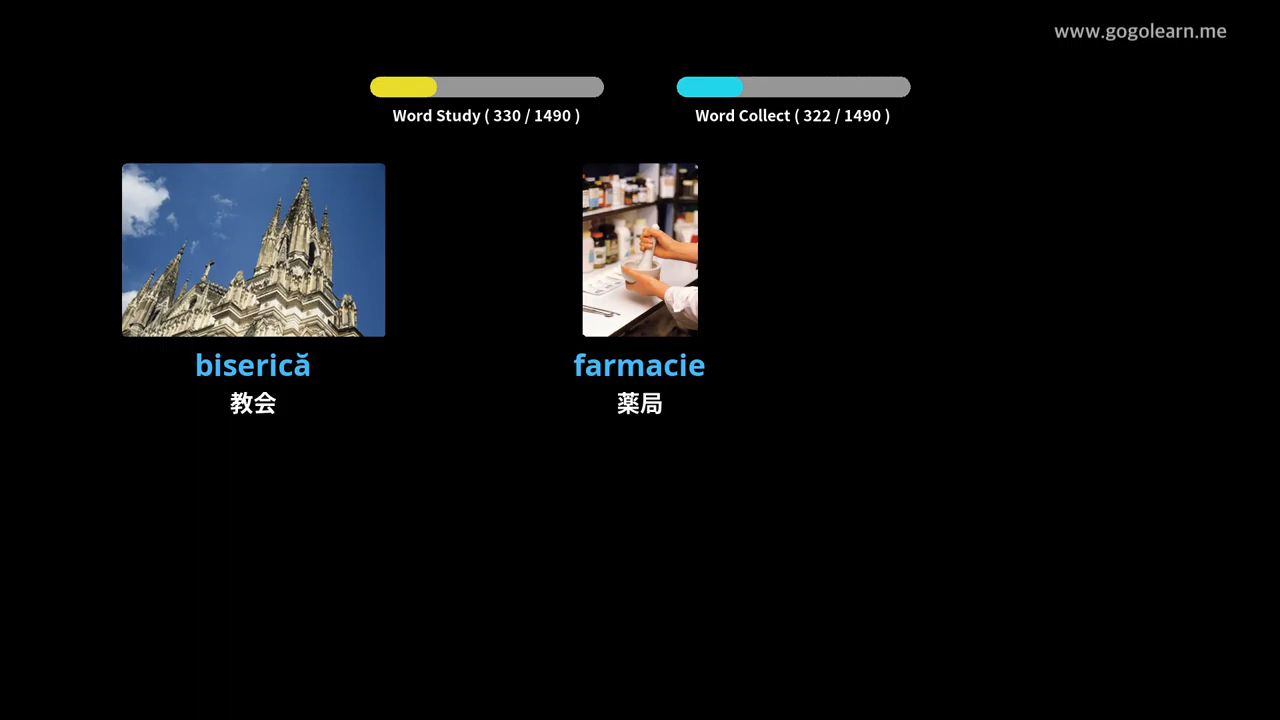 www.gogolearn.me
Word Study ( 330 / 1490 )
Word Collect ( 322 / 1490 )
biserică
教会
farmacie
薬局